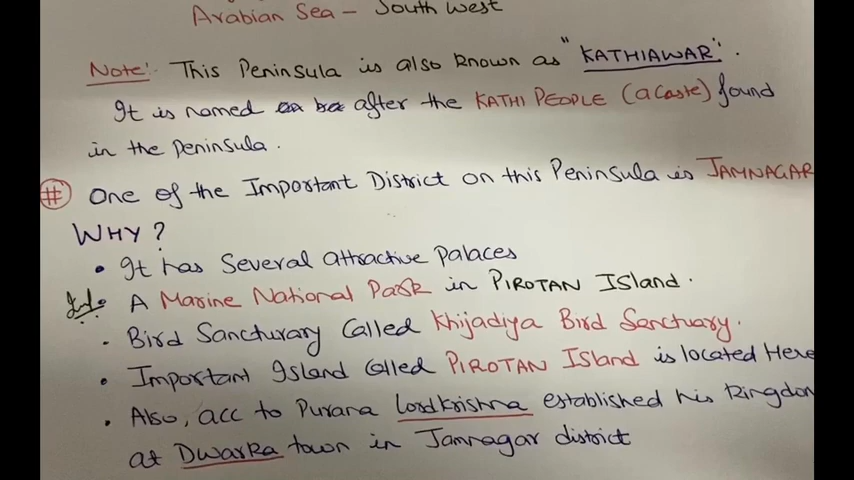 Arabian Sea - South West
Note:- This Peninsula is also known as "KATHIAWAR".
It is named after the KATHI PEOPLE (a caste) found
in the Peninsula.
# One of the Important District on this Peninsula is JAMNAGAR
WHY?
• It has Several attractive palaces
• A Marine National Park in PIROTAN Island.
• Bird Sancturary Called Khijadiya Bird Sanctuary.
• Important Island Called PIROTAN Island is located Here
• Also, acc to Purana Lord Krishna established his Kingdom
at Dwarka town in Jamnagar district